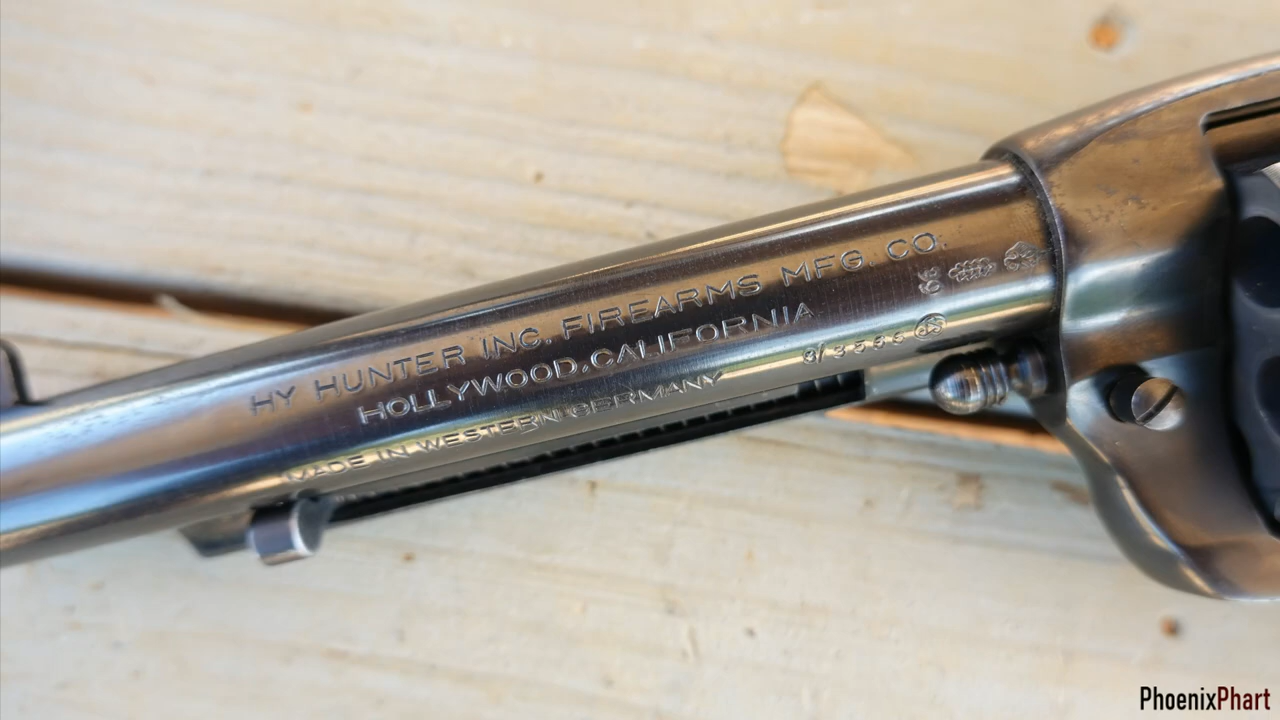 HY HUNTER INC. FIREARMS MFG. CO.
HOLLYWOOD, CALIFORNIA
MADE IN WESTERN GERMANY
PhoenixPhart